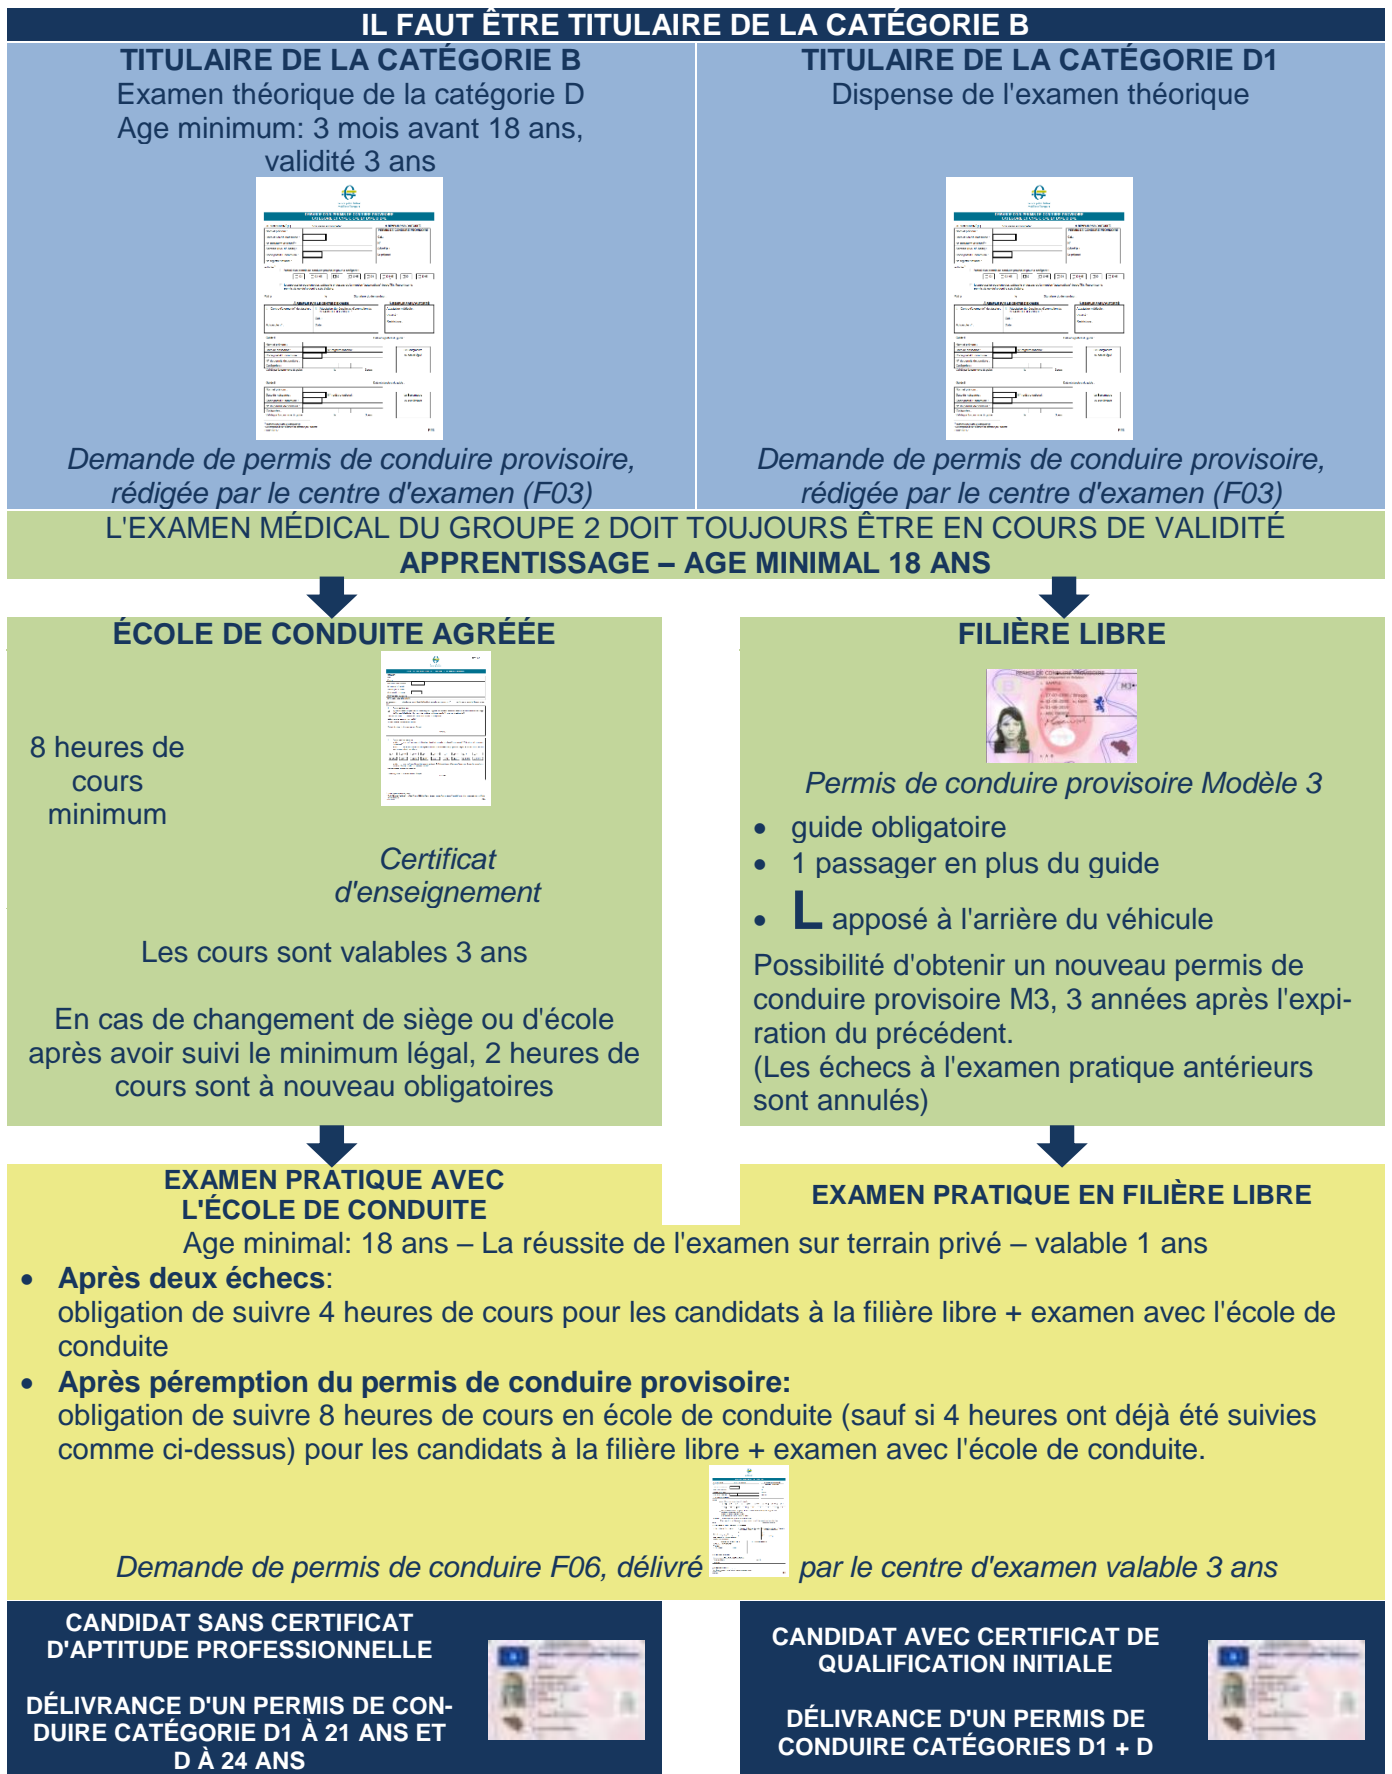 IL FAUT ÊTRE TITULAIRE DE LA CATÉGORIE B
TITULAIRE DE LA CATÉGORIE B
Examen théorique de la catégorie D
Age minimum: 3 mois avant 18 ans,
validité 3 ans
Demande de permis de conduire provisoire,
rédigée par le centre d'examen (F03)
TITULAIRE DE LA CATÉGORIE D1
Dispense de l'examen théorique
Demande de permis de conduire provisoire,
rédigée par le centre d'examen (F03)
L'EXAMEN MÉDICAL DU GROUPE 2 DOIT TOUJOURS ÊTRE EN COURS DE VALIDITÉ
APPRENTISSAGE – AGE MINIMAL 18 ANS
ÉCOLE DE CONDUITE AGRÉÉE
8 heures de
cours
minimum
Certificat
d'enseignement
Les cours sont valables 3 ans
En cas de changement de siège ou d'école
après avoir suivi le minimum légal, 2 heures de
cours sont à nouveau obligatoires
FILIÈRE LIBRE
PERMIS DE CONDUIRE PROVISOIRE
M3
Permis de conduire provisoire Modèle 3
• guide obligatoire
• 1 passager en plus du guide
• L apposé à l'arrière du véhicule
Possibilité d'obtenir un nouveau permis de
conduire provisoire M3, 3 années après l'expi-
ration du précédent.
(Les échecs à l'examen pratique antérieurs
sont annulés)
EXAMEN PRATIQUE AVEC
L'ÉCOLE DE CONDUITE
EXAMEN PRATIQUE EN FILIÈRE LIBRE
Age minimal: 18 ans – La réussite de l'examen sur terrain privé – valable 1 ans
• Après deux échecs:
obligation de suivre 4 heures de cours pour les candidats à la filière libre + examen avec l'école de
conduite
• Après péremption du permis de conduire provisoire:
obligation de suivre 8 heures de cours en école de conduite (sauf si 4 heures ont déjà été suivies
comme ci-dessus) pour les candidats à la filière libre + examen avec l'école de conduite.
Demande de permis de conduire F06, délivré par le centre d'examen valable 3 ans
CANDIDAT SANS CERTIFICAT
D'APTITUDE PROFESSIONNELLE
DÉLIVRANCE D'UN PERMIS DE CON-
DUIRE CATÉGORIE D1 À 21 ANS ET
D À 24 ANS
CANDIDAT AVEC CERTIFICAT DE
QUALIFICATION INITIALE
DÉLIVRANCE D'UN PERMIS DE
CONDUIRE CATÉGORIES D1 + D